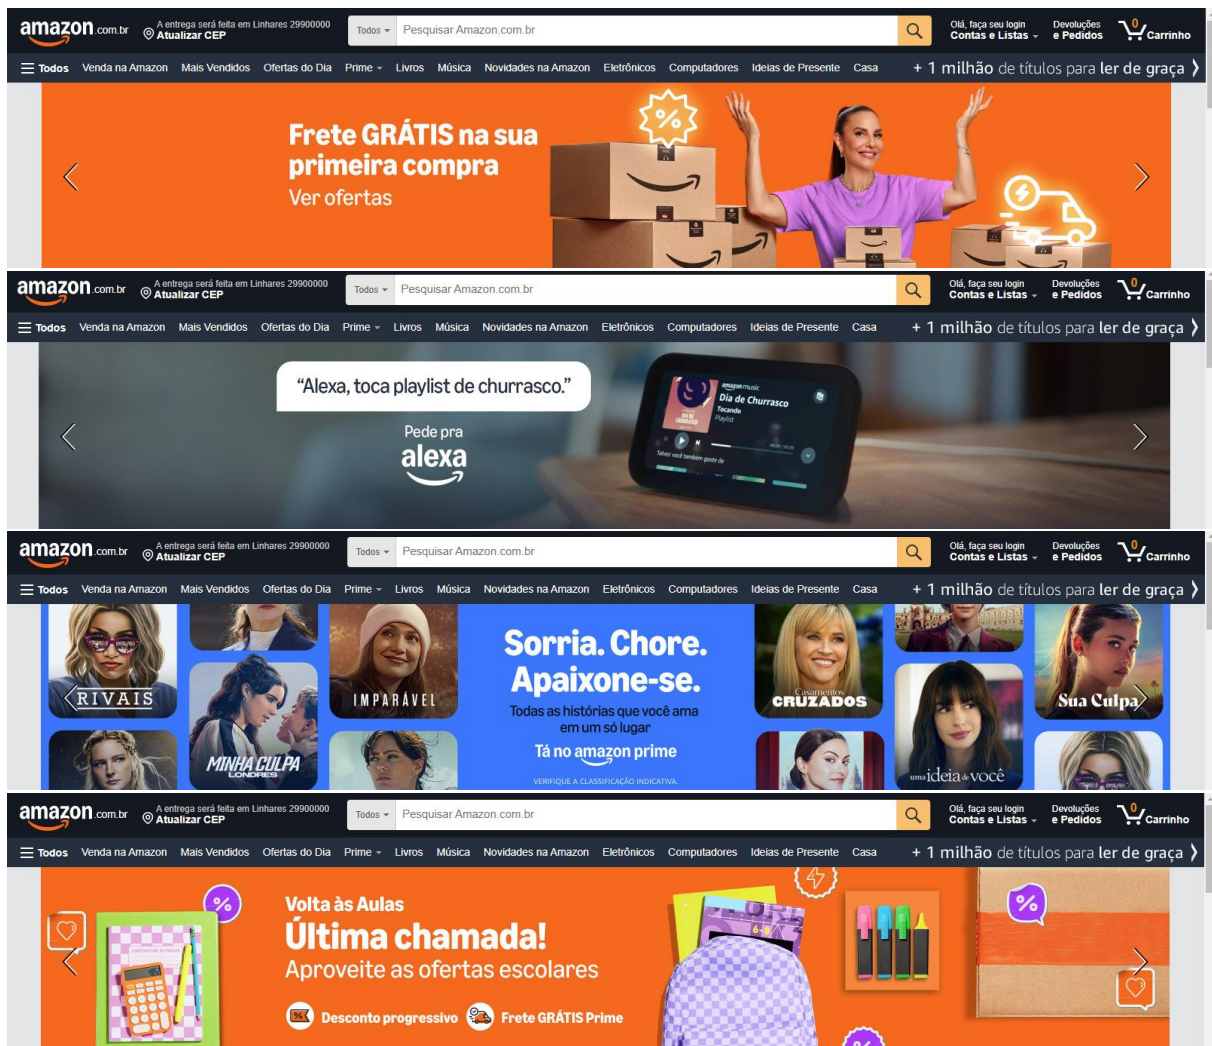 amazon.com.br
A entrega será feita em Linhares 29900000
Atualizar CEP
Todos
Pesquisar Amazon.com.br
Olá, faça seu login
Contas e Listas
Devoluções
e Pedidos
0
Carrinho
Todos Venda na Amazon Mais Vendidos Ofertas do Dia Prime Livros Música Novidades na Amazon Eletrônicos Computadores Ideias de Presente Casa + 1 milhão de títulos para ler de graça
Frete GRÁTIS na sua
primeira compra
Ver ofertas
%
amazon.com.br
A entrega será feita em Linhares 29900000
Atualizar CEP
Todos
Pesquisar Amazon.com.br
Olá, faça seu login
Contas e Listas
Devoluções
e Pedidos
0
Carrinho
Todos Venda na Amazon Mais Vendidos Ofertas do Dia Prime Livros Música Novidades na Amazon Eletrônicos Computadores Ideias de Presente Casa + 1 milhão de títulos para ler de graça
“Alexa, toca playlist de churrasco.”
Pede pra
alexa
amazon music
Dia de Churrasco
Tocando
Playlist
Talvez você também goste de
amazon.com.br
A entrega será feita em Linhares 29900000
Atualizar CEP
Todos
Pesquisar Amazon.com.br
Olá, faça seu login
Contas e Listas
Devoluções
e Pedidos
0
Carrinho
Todos Venda na Amazon Mais Vendidos Ofertas do Dia Prime Livros Música Novidades na Amazon Eletrônicos Computadores Ideias de Presente Casa + 1 milhão de títulos para ler de graça
RIVAIS
MINHA CULPA
LONDRES
IMPARÁVEL
Sorria. Chore.
Apaixone-se.
Todas as histórias que você ama
em um só lugar
Tá no amazon prime
VERIFIQUE A CLASSIFICAÇÃO INDICATIVA.
Casamentos
CRUZADOS
uma ideia de você
Sua Culpa
amazon.com.br
A entrega será feita em Linhares 29900000
Atualizar CEP
Todos
Pesquisar Amazon.com.br
Olá, faça seu login
Contas e Listas
Devoluções
e Pedidos
0
Carrinho
Todos Venda na Amazon Mais Vendidos Ofertas do Dia Prime Livros Música Novidades na Amazon Eletrônicos Computadores Ideias de Presente Casa + 1 milhão de títulos para ler de graça
%
Volta às Aulas
Última chamada!
Aproveite as ofertas escolares
% Desconto progressivo Frete GRÁTIS Prime
6-8
%
%